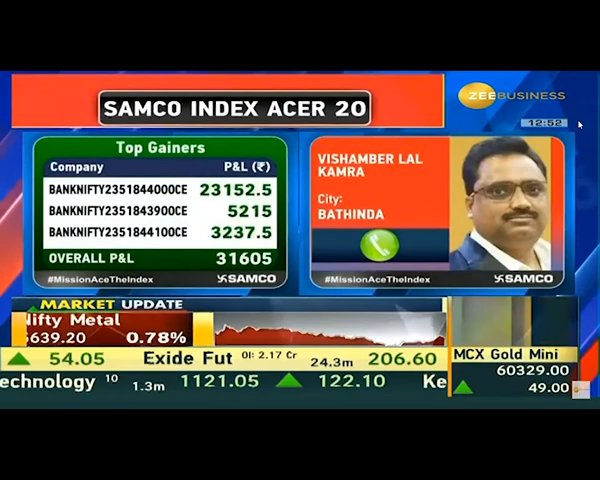 SAMCO INDEX ACER 20
ZEEBUSINESS
12:52
Top Gainers
Company P&L (₹)
BANKNIFTY2351844000CE 23152.5
BANKNIFTY2351843900CE 5215
BANKNIFTY2351844100CE 3237.5
OVERALL P&L 31605
#MissionAceTheIndex SAMCO
VISHAMBER LAL
KAMRA
City:
BATHINDA
#MissionAceTheIndex SAMCO
MARKET UPDATE
Nifty Metal
5639.20 0.78%
54.05 Exide Fut OI: 2.17 Cr 24.3m 206.60
echnology 10 1.3m 1121.05 122.10 Ke
MCX Gold Mini
60329.00
49.00